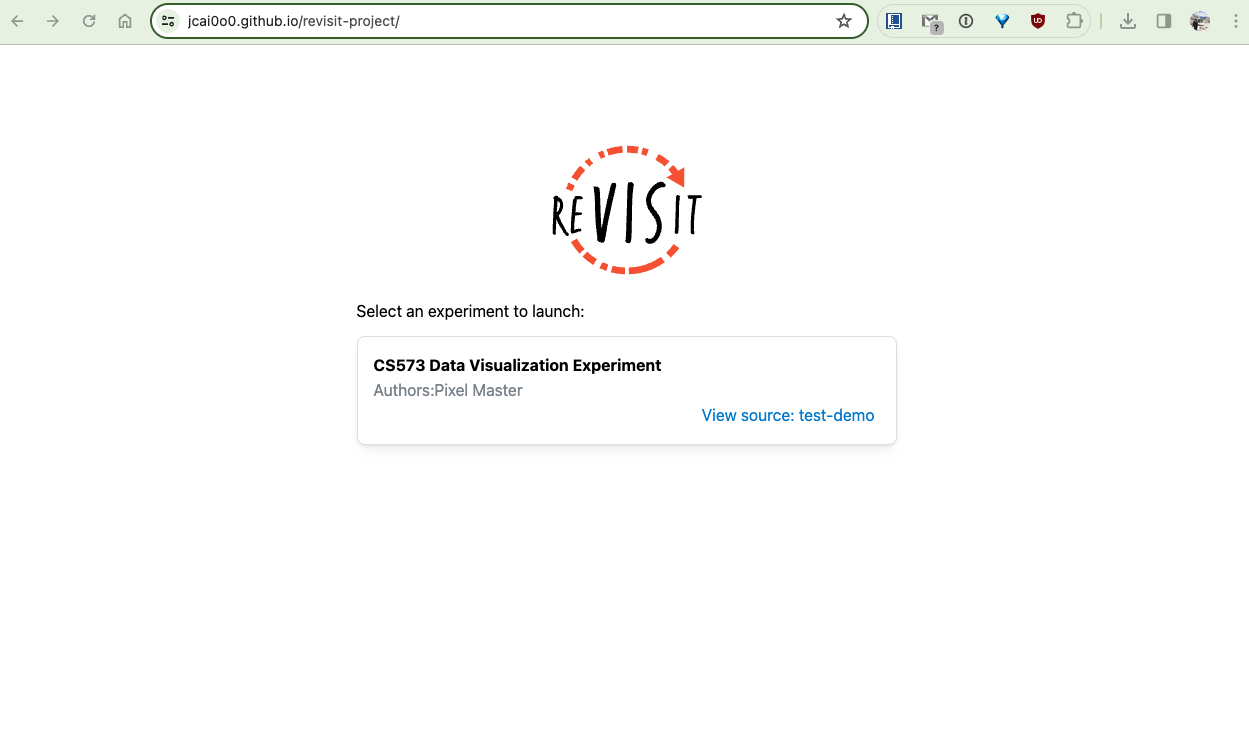 jcai0o0.github.io/revisit-project/
?
REVISIT
Select an experiment to launch:
CS573 Data Visualization Experiment
Authors:Pixel Master
View source: test-demo